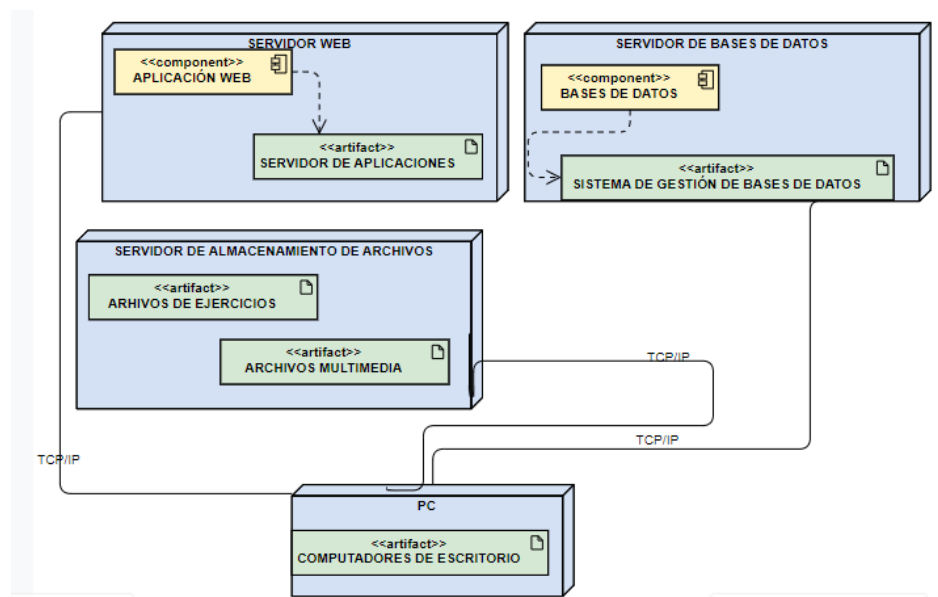 SERVIDOR WEB
<<component>>
APLICACIÓN WEB
<<artifact>>
SERVIDOR DE APLICACIONES
SERVIDOR DE BASES DE DATOS
<<component>>
BASES DE DATOS
<<artifact>>
SISTEMA DE GESTIÓN DE BASES DE DATOS
SERVIDOR DE ALMACENAMIENTO DE ARCHIVOS
<<artifact>>
ARHIVOS DE EJERCICIOS
<<artifact>>
ARCHIVOS MULTIMEDIA
TCP/IP
TCP/IP
TCP/IP
PC
<<artifact>>
COMPUTADORES DE ESCRITORIO